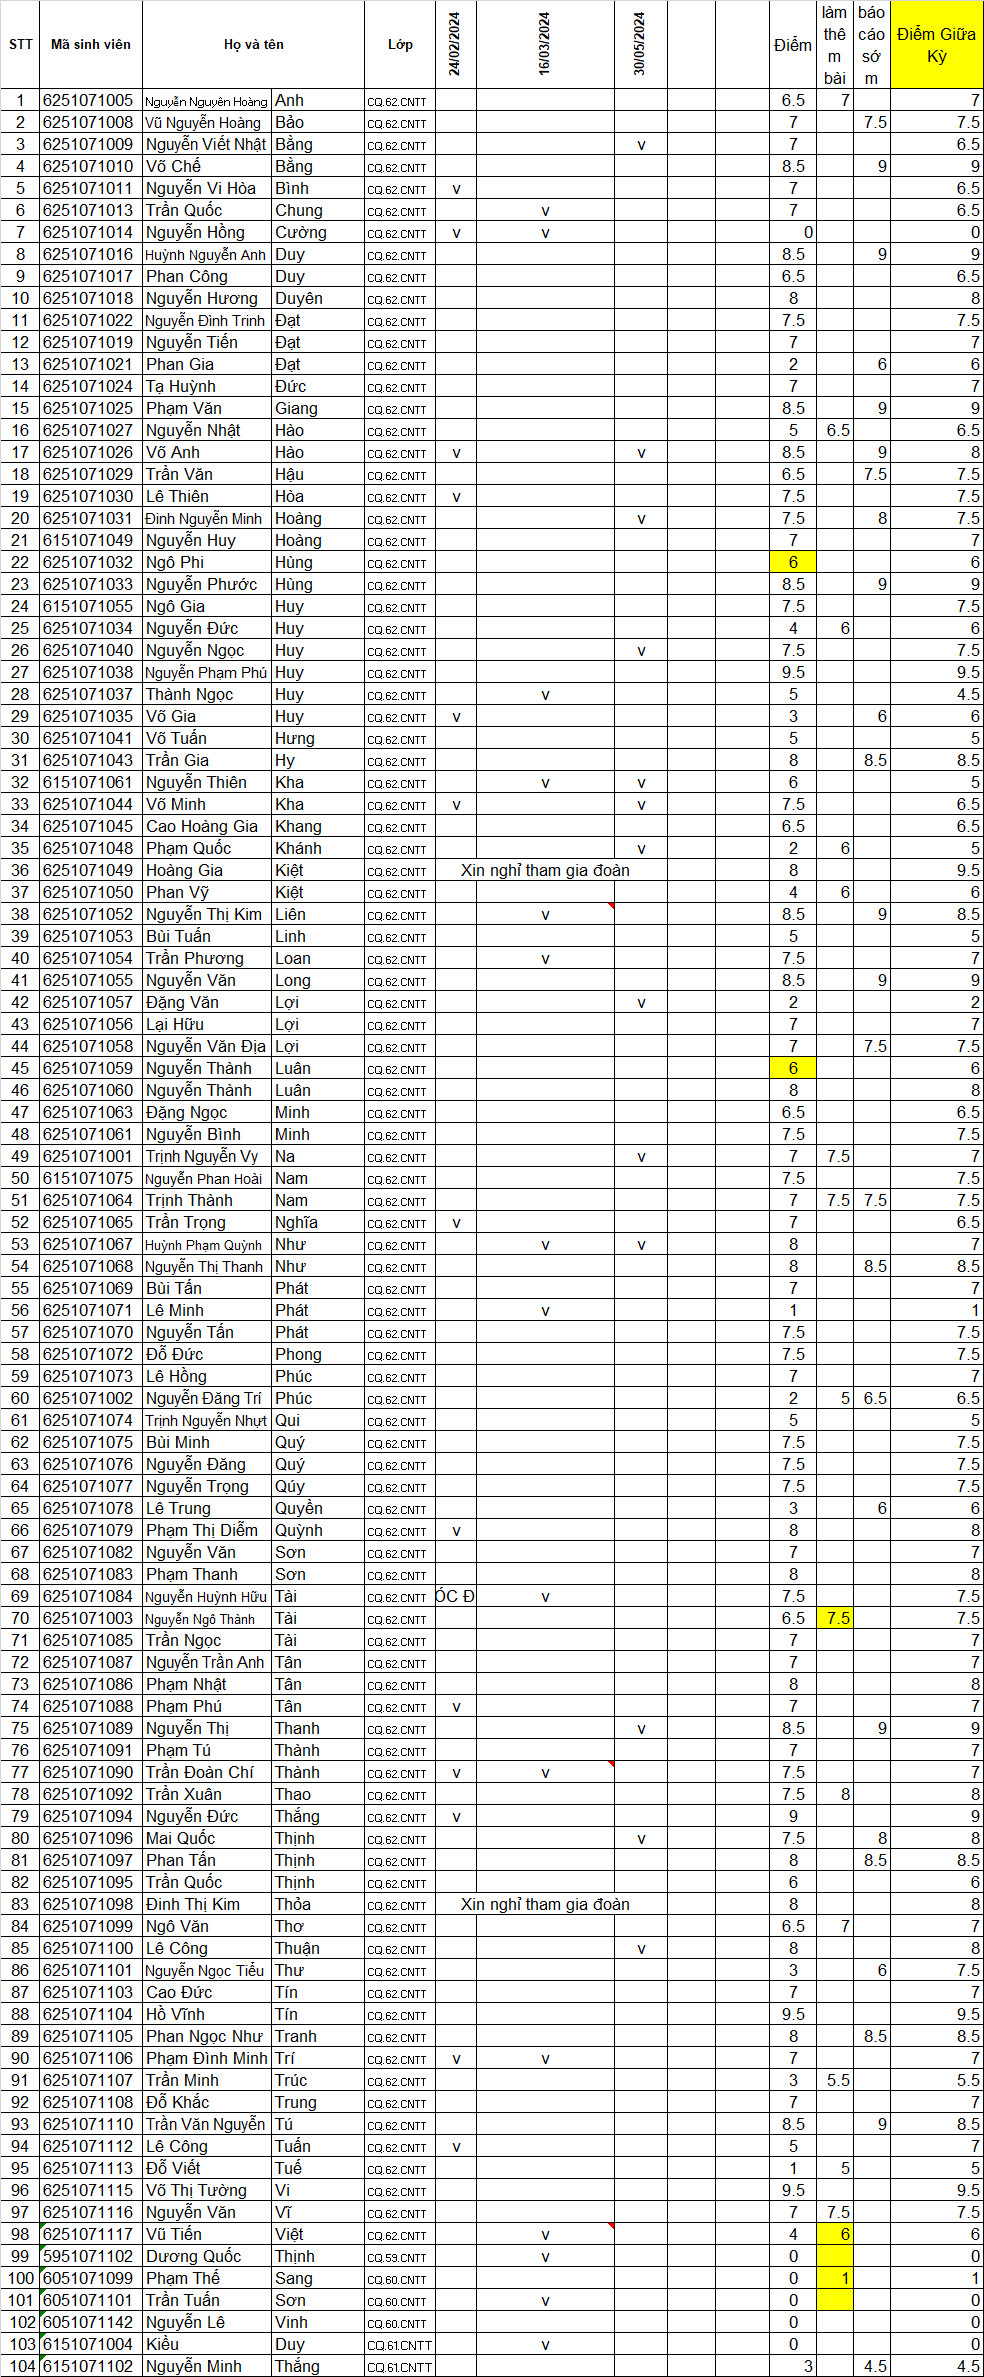 STT Mã sinh viên Họ và tên Lớp 24/02/2024 16/03/2024 30/05/2024 Điểm làm thêm bài báo cáo sớm Điểm Giữa Kỳ
1 6251071005 Nguyễn Nguyên Hoàng Anh CQ.62.CNTT 6.5 7 7
2 6251071008 Vũ Nguyễn Hoàng Bảo CQ.62.CNTT 7 7.5 7.5
3 6251071009 Nguyễn Viết Nhật Bằng CQ.62.CNTT v 7 6.5
4 6251071010 Võ Chế Bằng CQ.62.CNTT 8.5 9 9
5 6251071011 Nguyễn Vi Hòa Bình CQ.62.CNTT v 7 6.5
6 6251071013 Trần Quốc Chung CQ.62.CNTT v 7 6.5
7 6251071014 Nguyễn Hồng Cường CQ.62.CNTT v v 0 0
8 6251071016 Huỳnh Nguyễn Anh Duy CQ.62.CNTT 8.5 9 9
9 6251071017 Phan Công Duy CQ.62.CNTT 6.5 6.5
10 6251071018 Nguyễn Hương Duyên CQ.62.CNTT 8 8
11 6251071022 Nguyễn Đình Trinh Đạt CQ.62.CNTT 7.5 7.5
12 6251071019 Nguyễn Tiến Đạt CQ.62.CNTT 7 7
13 6251071021 Phan Gia Đạt CQ.62.CNTT 2 6 6
14 6251071024 Tạ Huỳnh Đức CQ.62.CNTT 7 7
15 6251071025 Phạm Văn Giang CQ.62.CNTT 8.5 9 9
16 6251071027 Nguyễn Nhật Hào CQ.62.CNTT 5 6.5 6.5
17 6251071026 Võ Anh Hào CQ.62.CNTT v v 8.5 9 8
18 6251071029 Trần Văn Hậu CQ.62.CNTT 6.5 7.5 7.5
19 6251071030 Lê Thiên Hòa CQ.62.CNTT v 7.5 7.5
20 6251071031 Đinh Nguyễn Minh Hoàng CQ.62.CNTT v 7.5 8 7.5
21 6151071049 Nguyễn Huy Hoàng CQ.62.CNTT 7 7
22 6251071032 Ngô Phi Hùng CQ.62.CNTT 6 6
23 6251071033 Nguyễn Phước Hùng CQ.62.CNTT 8.5 9 9
24 6151071055 Ngô Gia Huy CQ.62.CNTT 7.5 7.5
25 6251071034 Nguyễn Đức Huy CQ.62.CNTT 4 6 6
26 6251071040 Nguyễn Ngọc Huy CQ.62.CNTT v 7.5 7.5
27 6251071038 Nguyễn Phạm Phú Huy CQ.62.CNTT 9.5 9.5
28 6251071037 Thành Ngọc Huy CQ.62.CNTT v 5 4.5
29 6251071035 Võ Gia Huy CQ.62.CNTT v 3 6 6
30 6251071041 Võ Tuấn Hưng CQ.62.CNTT 5 5
31 6251071043 Trần Gia Hy CQ.62.CNTT 8 8.5 8.5
32 6151071061 Nguyễn Thiên Kha CQ.62.CNTT v v 6 5
33 6251071044 Võ Minh Kha CQ.62.CNTT v v 7.5 6.5
34 6251071045 Cao Hoàng Gia Khang CQ.62.CNTT 6.5 6.5
35 6251071048 Phạm Quốc Khánh CQ.62.CNTT v 2 6 5
36 6251071049 Hoàng Gia Kiệt CQ.62.CNTT Xin nghỉ tham gia đoàn 8 9.5
37 6251071050 Phan Vỹ Kiệt CQ.62.CNTT 4 6 6
38 6251071052 Nguyễn Thị Kim Liên CQ.62.CNTT v 8.5 9 8.5
39 6251071053 Bùi Tuấn Linh CQ.62.CNTT 5 5
40 6251071054 Trần Phương Loan CQ.62.CNTT v 7.5 7
41 6251071055 Nguyễn Văn Long CQ.62.CNTT 8.5 9 9
42 6251071057 Đặng Văn Lợi CQ.62.CNTT v 2 2
43 6251071056 Lại Hữu Lợi CQ.62.CNTT 7 7
44 6251071058 Nguyễn Văn Địa Lợi CQ.62.CNTT 7 7.5 7.5
45 6251071059 Nguyễn Thành Luân CQ.62.CNTT 6 6
46 6251071060 Nguyễn Thành Luân CQ.62.CNTT 8 8
47 6251071063 Đặng Ngọc Minh CQ.62.CNTT 6.5 6.5
48 6251071061 Nguyễn Bình Minh CQ.62.CNTT 7.5 7.5
49 6251071001 Trịnh Nguyễn Vy Na CQ.62.CNTT v 7 7.5 7
50 6151071075 Nguyễn Phan Hoài Nam CQ.62.CNTT 7.5 7.5
51 6251071064 Trịnh Thành Nam CQ.62.CNTT 7 7.5 7.5 7.5
52 6251071065 Trần Trọng Nghĩa CQ.62.CNTT v 7 6.5
53 6251071067 Huỳnh Phạm Quỳnh Như CQ.62.CNTT v v 8 7
54 6251071068 Nguyễn Thị Thanh Như CQ.62.CNTT 8 8.5 8.5
55 6251071069 Bùi Tấn Phát CQ.62.CNTT 7 7
56 6251071071 Lê Minh Phát CQ.62.CNTT v 1 1
57 6251071070 Nguyễn Tấn Phát CQ.62.CNTT 7.5 7.5
58 6251071072 Đỗ Đức Phong CQ.62.CNTT 7.5 7.5
59 6251071073 Lê Hồng Phúc CQ.62.CNTT 7 7
60 6251071002 Nguyễn Đăng Trí Phúc CQ.62.CNTT 2 5 6.5 6.5
61 6251071074 Trịnh Nguyễn Nhựt Qui CQ.62.CNTT 5 5
62 6251071075 Bùi Minh Quý CQ.62.CNTT 7.5 7.5
63 6251071076 Nguyễn Đăng Quý CQ.62.CNTT 7.5 7.5
64 6251071077 Nguyễn Trọng Qúy CQ.62.CNTT 7.5 7.5
65 6251071078 Lê Trung Quyền CQ.62.CNTT 3 6 6
66 6251071079 Phạm Thị Diễm Quỳnh CQ.62.CNTT v 8 8
67 6251071082 Nguyễn Văn Sơn CQ.62.CNTT 7 7
68 6251071083 Phạm Thanh Sơn CQ.62.CNTT 8 8
69 6251071084 Nguyễn Huỳnh Hữu Tài CQ.62.CNTT ÓC Đ v 7.5 7.5
70 6251071003 Nguyễn Ngô Thành Tài CQ.62.CNTT 6.5 7.5 7.5
71 6251071085 Trần Ngọc Tài CQ.62.CNTT 7 7
72 6251071087 Nguyễn Trần Anh Tân CQ.62.CNTT 7 7
73 6251071086 Phạm Nhật Tân CQ.62.CNTT 8 8
74 6251071088 Phạm Phú Tân CQ.62.CNTT v 7 7
75 6251071089 Nguyễn Thị Thanh CQ.62.CNTT v 8.5 9 9
76 6251071091 Phạm Tú Thành CQ.62.CNTT 7 7
77 6251071090 Trần Đoàn Chí Thành CQ.62.CNTT v v 7.5 7
78 6251071092 Trần Xuân Thao CQ.62.CNTT 7.5 8 8
79 6251071094 Nguyễn Đức Thắng CQ.62.CNTT v 9 9
80 6251071096 Mai Quốc Thịnh CQ.62.CNTT v 7.5 8 8
81 6251071097 Phan Tấn Thịnh CQ.62.CNTT 8 8.5 8.5
82 6251071095 Trần Quốc Thịnh CQ.62.CNTT 6 6
83 6251071098 Đinh Thị Kim Thỏa CQ.62.CNTT Xin nghỉ tham gia đoàn 8 8
84 6251071099 Ngô Văn Thơ CQ.62.CNTT 6.5 7 7
85 6251071100 Lê Công Thuận CQ.62.CNTT v 8 8
86 6251071101 Nguyễn Ngọc Tiểu Thư CQ.62.CNTT 3 6 7.5
87 6251071103 Cao Đức Tín CQ.62.CNTT 7 7
88 6251071104 Hồ Vĩnh Tín CQ.62.CNTT 9.5 9.5
89 6251071105 Phan Ngọc Như Tranh CQ.62.CNTT 8 8.5 8.5
90 6251071106 Phạm Đình Minh Trí CQ.62.CNTT v v 7 7
91 6251071107 Trần Minh Trúc CQ.62.CNTT 3 5.5 5.5
92 6251071108 Đỗ Khắc Trung CQ.62.CNTT 7 7
93 6251071110 Trần Văn Nguyễn Tú CQ.62.CNTT 8.5 9 8.5
94 6251071112 Lê Công Tuấn CQ.62.CNTT v 5 7
95 6251071113 Đỗ Viết Tuế CQ.62.CNTT 1 5 5
96 6251071115 Võ Thị Tường Vi CQ.62.CNTT 9.5 9.5
97 6251071116 Nguyễn Văn Vĩ CQ.62.CNTT 7 7.5 7.5
98 6251071117 Vũ Tiến Việt CQ.62.CNTT v 4 6 6
99 5951071102 Dương Quốc Thịnh CQ.59.CNTT v 0 0
100 6051071099 Phạm Thế Sang CQ.60.CNTT 0 1 1
101 6051071101 Trần Tuấn Sơn CQ.60.CNTT v 0 0
102 6051071142 Nguyễn Lê Vinh CQ.60.CNTT 0 0
103 6151071004 Kiều Duy CQ.61.CNTT v 0 0
104 6151071102 Nguyễn Minh Thắng CQ.61.CNTT 3 4.5 4.5